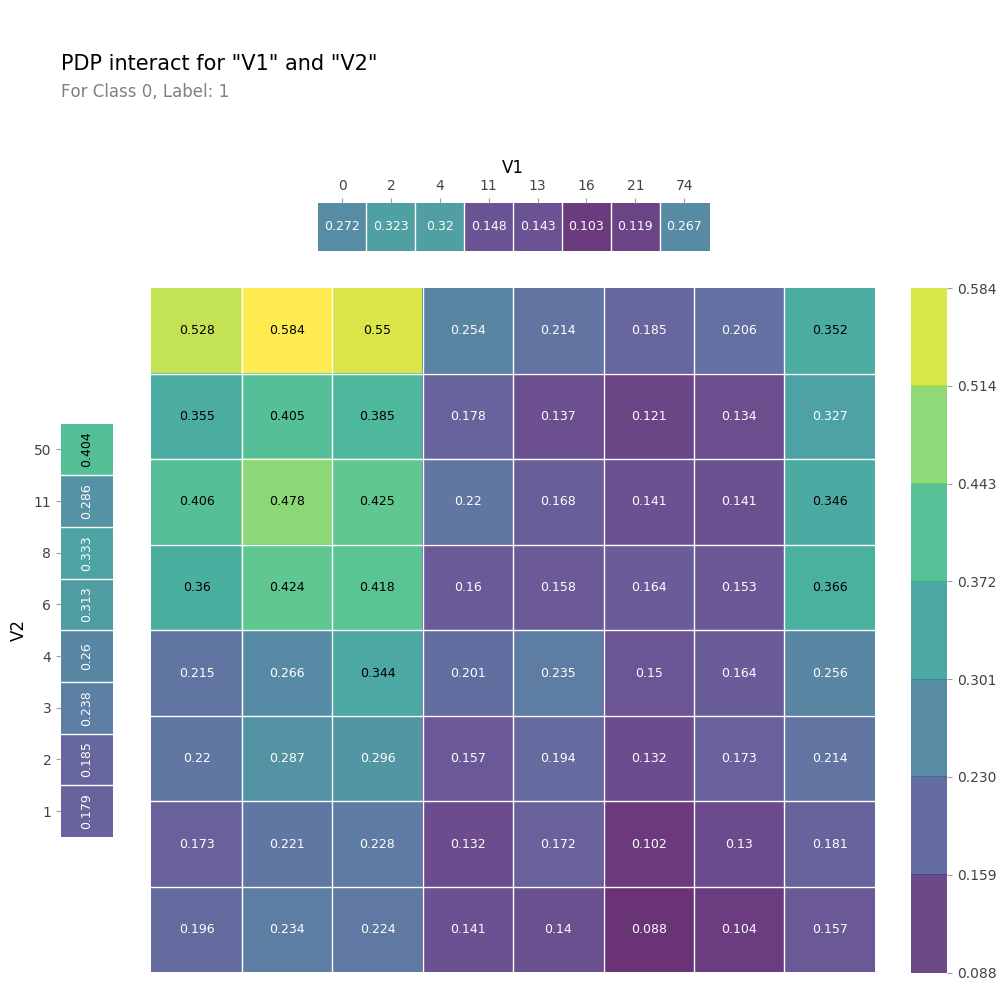 PDP interact for "V1" and "V2"
For Class 0, Label: 1
V1
0 2 4 11 13 16 21 74
0.272 0.323 0.32 0.148 0.143 0.103 0.119 0.267
0.528 0.584 0.55 0.254 0.214 0.185 0.206 0.352
0.355 0.405 0.385 0.178 0.137 0.121 0.134 0.327
0.406 0.478 0.425 0.22 0.168 0.141 0.141 0.346
0.36 0.424 0.418 0.16 0.158 0.164 0.153 0.366
0.215 0.266 0.344 0.201 0.235 0.15 0.164 0.256
0.22 0.287 0.296 0.157 0.194 0.132 0.173 0.214
0.173 0.221 0.228 0.132 0.172 0.102 0.13 0.181
0.196 0.234 0.224 0.141 0.14 0.088 0.104 0.157
V2
50 0.404
11 0.286
8 0.333
6 0.313
4 0.26
3 0.238
2 0.185
1 0.179
0.584
0.514
0.443
0.372
0.301
0.230
0.159
0.088